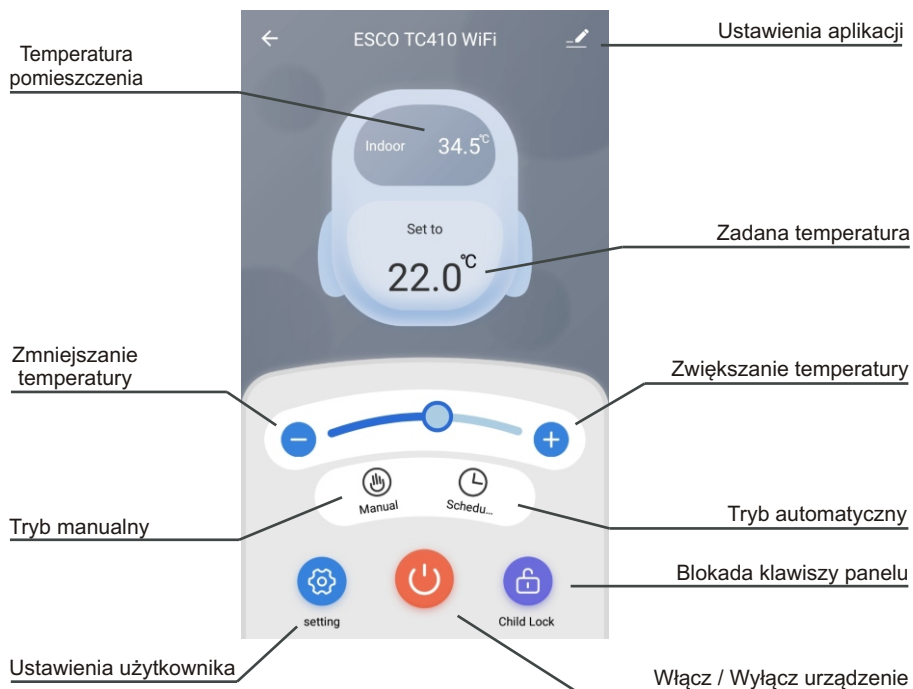 ESCO TC410 WiFi
Ustawienia aplikacji
Temperatura
pomieszczenia
Indoor 34.5°C
Set to
22.0°C
Zadana temperatura
Zmniejszanie
temperatury
Zwiększanie temperatury
Manual
Schedu...
Tryb manualny
Tryb automatyczny
Blokada klawiszy panelu
setting
Child Lock
Ustawienia użytkownika
Włącz / Wyłącz urządzenie